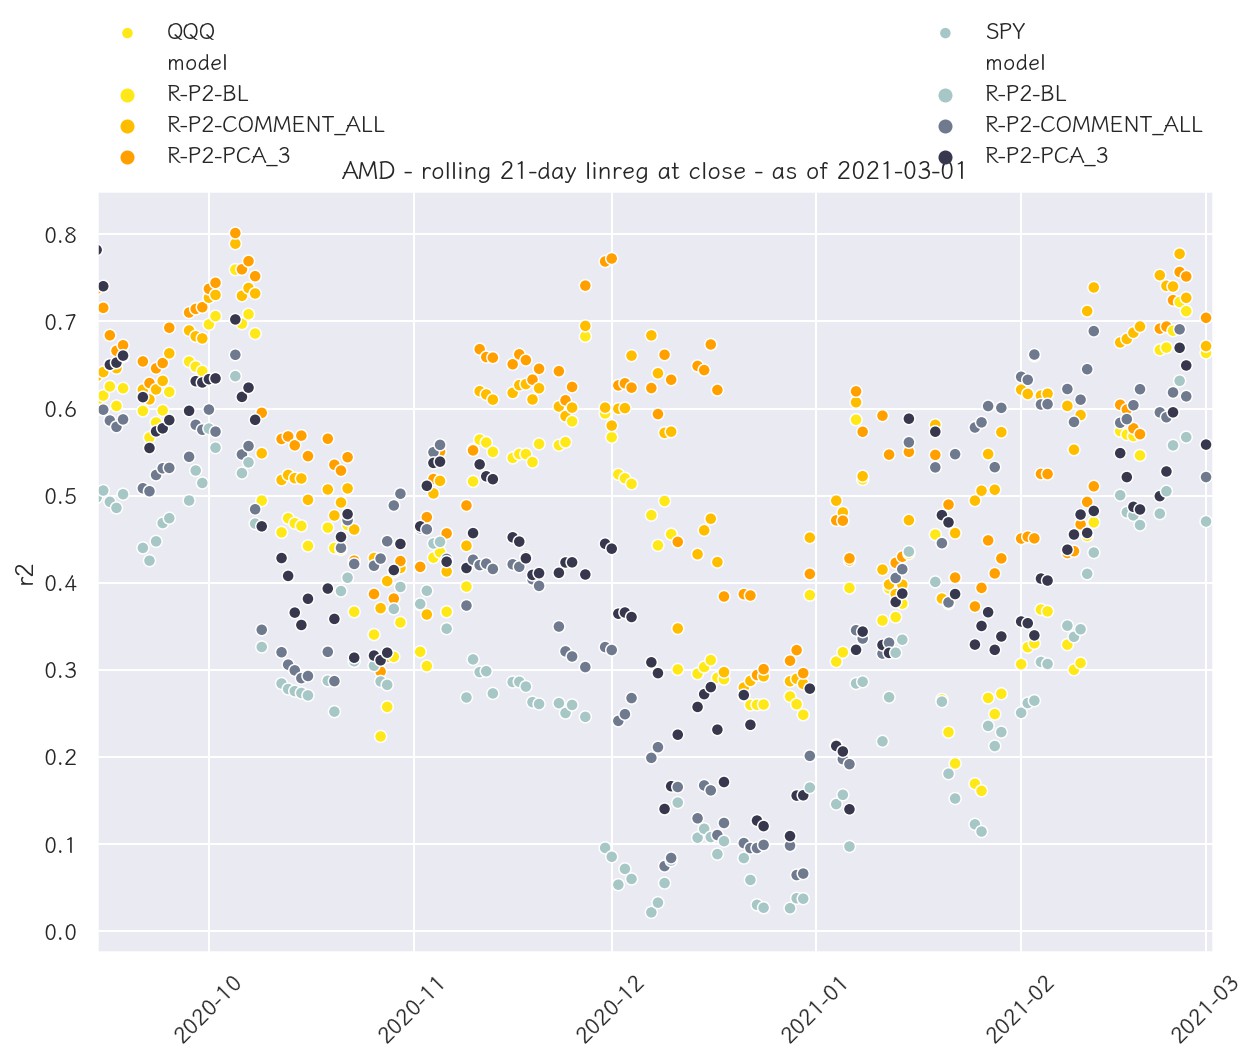 QQQ
model
R-P2-BL
R-P2-COMMENT_ALL
R-P2-PCA_3
SPY
model
R-P2-BL
R-P2-COMMENT_ALL
R-P2-PCA_3
AMD - rolling 21-day linreg at close - as of 2021-03-01
0.8
0.7
0.6
0.5
0.4
0.3
0.2
0.1
0.0
r2
2020-10
2020-11
2020-12
2021-01
2021-02
2021-03